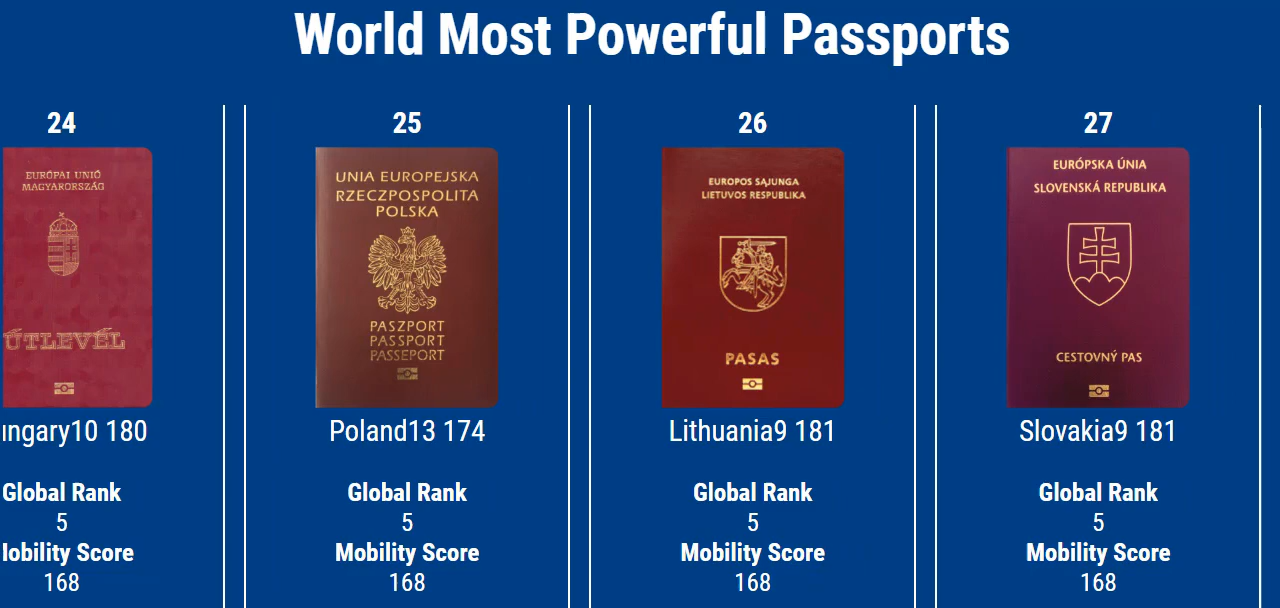 World Most Powerful Passports
24
EURÓPAI UNIÓ
MAGYARORSZÁG
ÚTLEVÉL
ngary10 180
Global Rank
5
lobility Score
168
25
UNIA EUROPEJSKA
RZECZPOSPOLITA
POLSKA
PASZPORT
PASSPORT
PASSEPORT
Poland13 174
Global Rank
5
Mobility Score
168
26
EUROPOS SĄJUNGA
LIETUVOS RESPUBLIKA
PASAS
Lithuania9 181
Global Rank
5
Mobility Score
168
27
EURÓPSKA ÚNIA
SLOVENSKÁ REPUBLIKA
CESTOVNÝ PAS
Slovakia9 181
Global Rank
5
Mobility Score
168